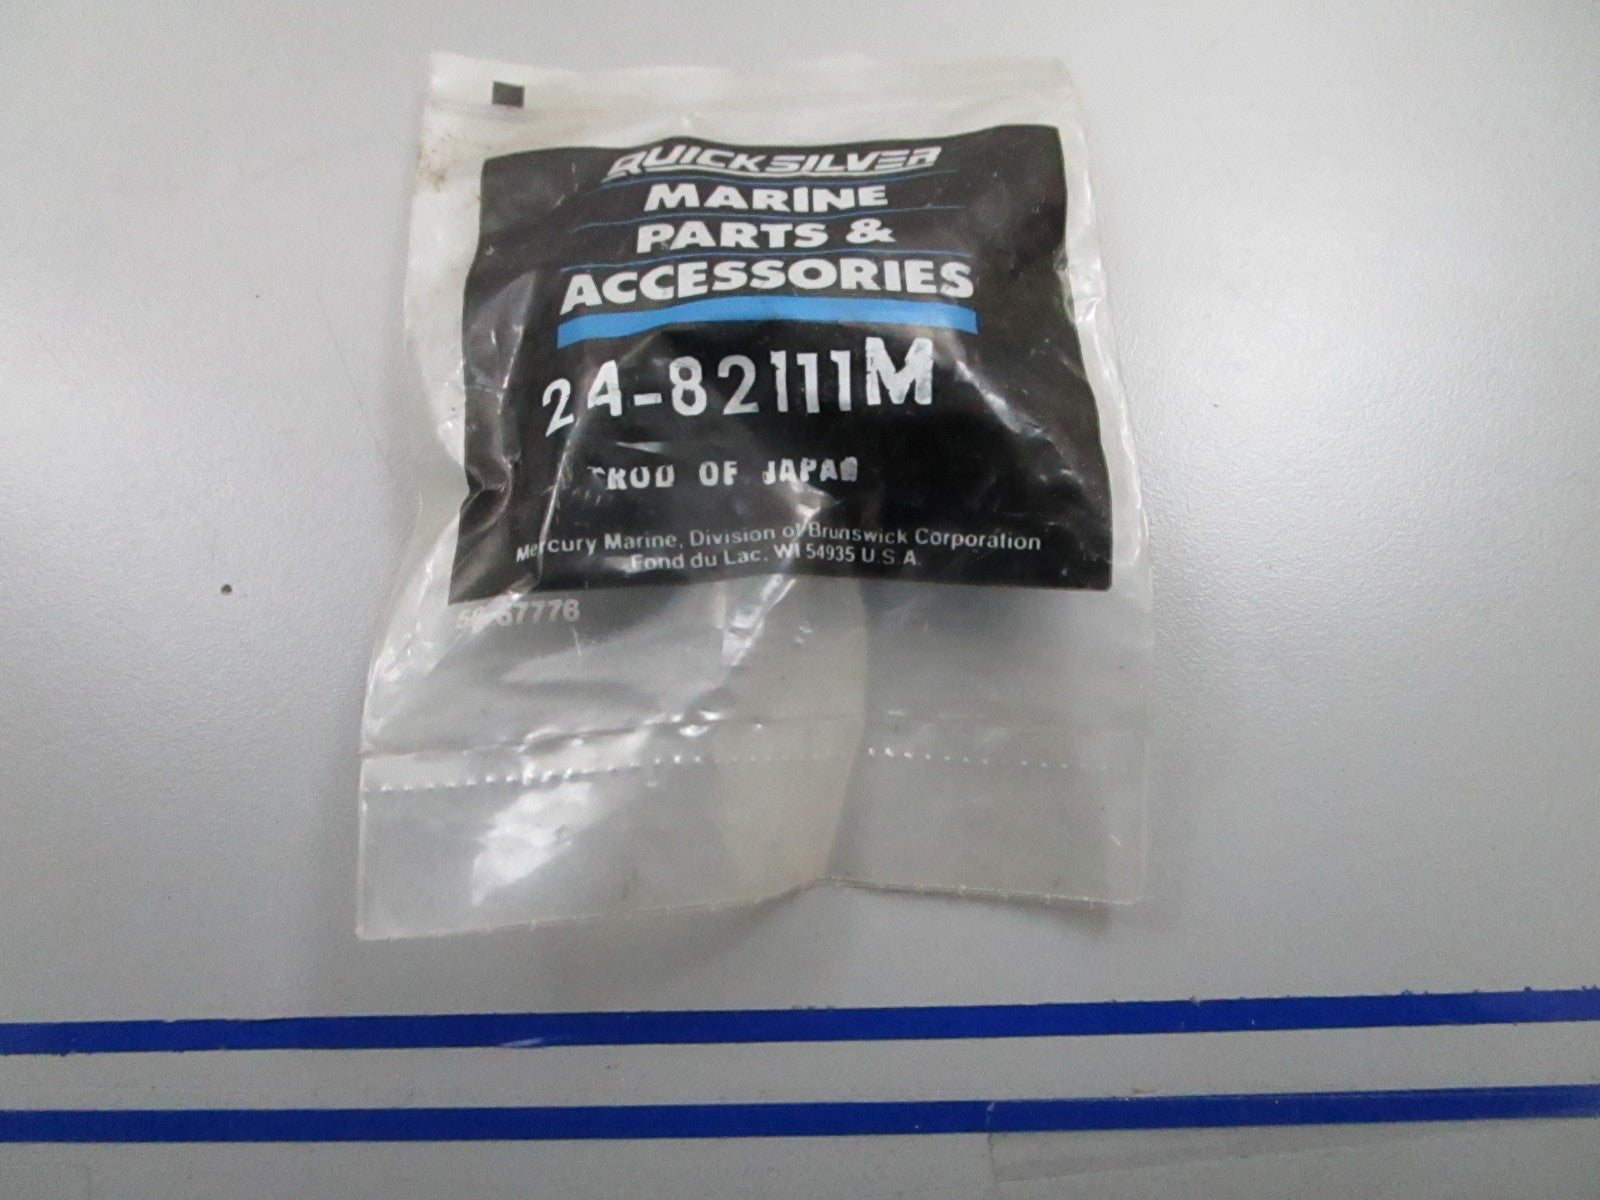 QUICKSILVER
MARINE
PARTS &
ACCESSORIES
24-82111M
PROD OF JAPAN
Mercury Marine, Division of Brunswick Corporation
Fond du Lac, WI 54935 U.S.A.